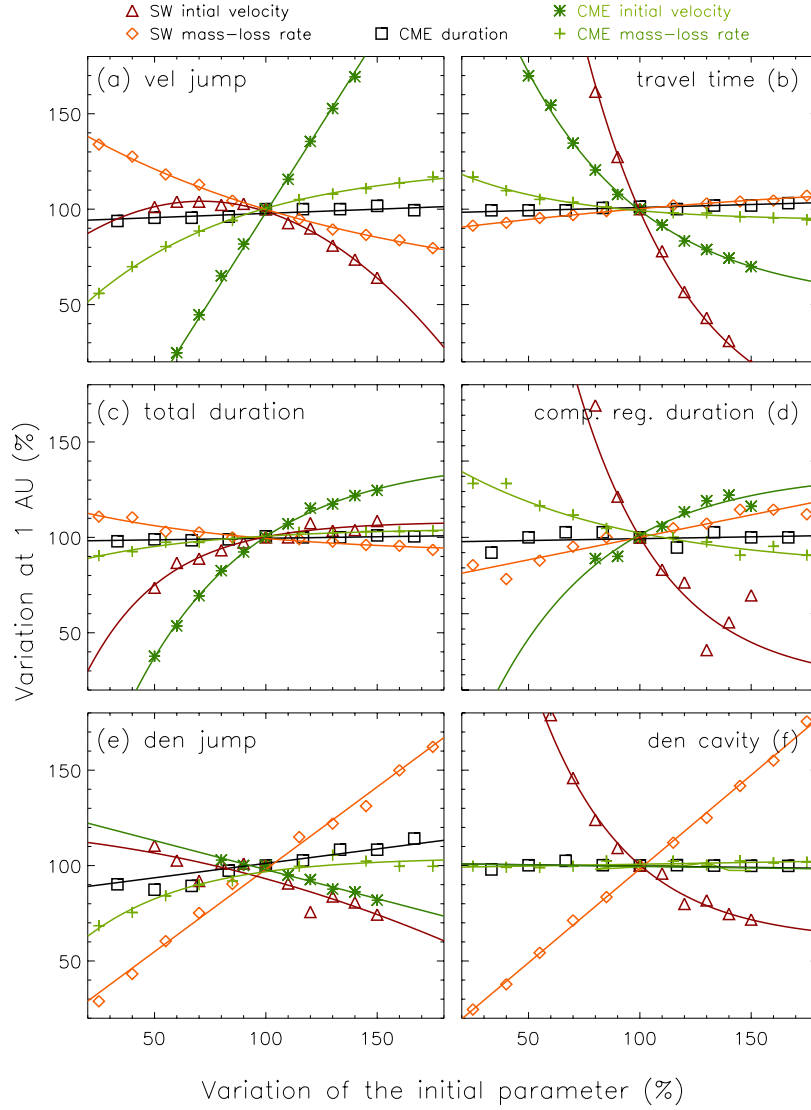 SW intial velocity
CME initial velocity
SW mass-loss rate
CME duration
CME mass-loss rate
(a) vel jump
travel time (b)
150
100
50
(c) total duration
comp. reg. duration (d)
150
100
50
Variation at 1 AU (%)
(e) den jump
den cavity (f)
150
100
50
50 100 150
50 100 150
Variation of the initial parameter (%)